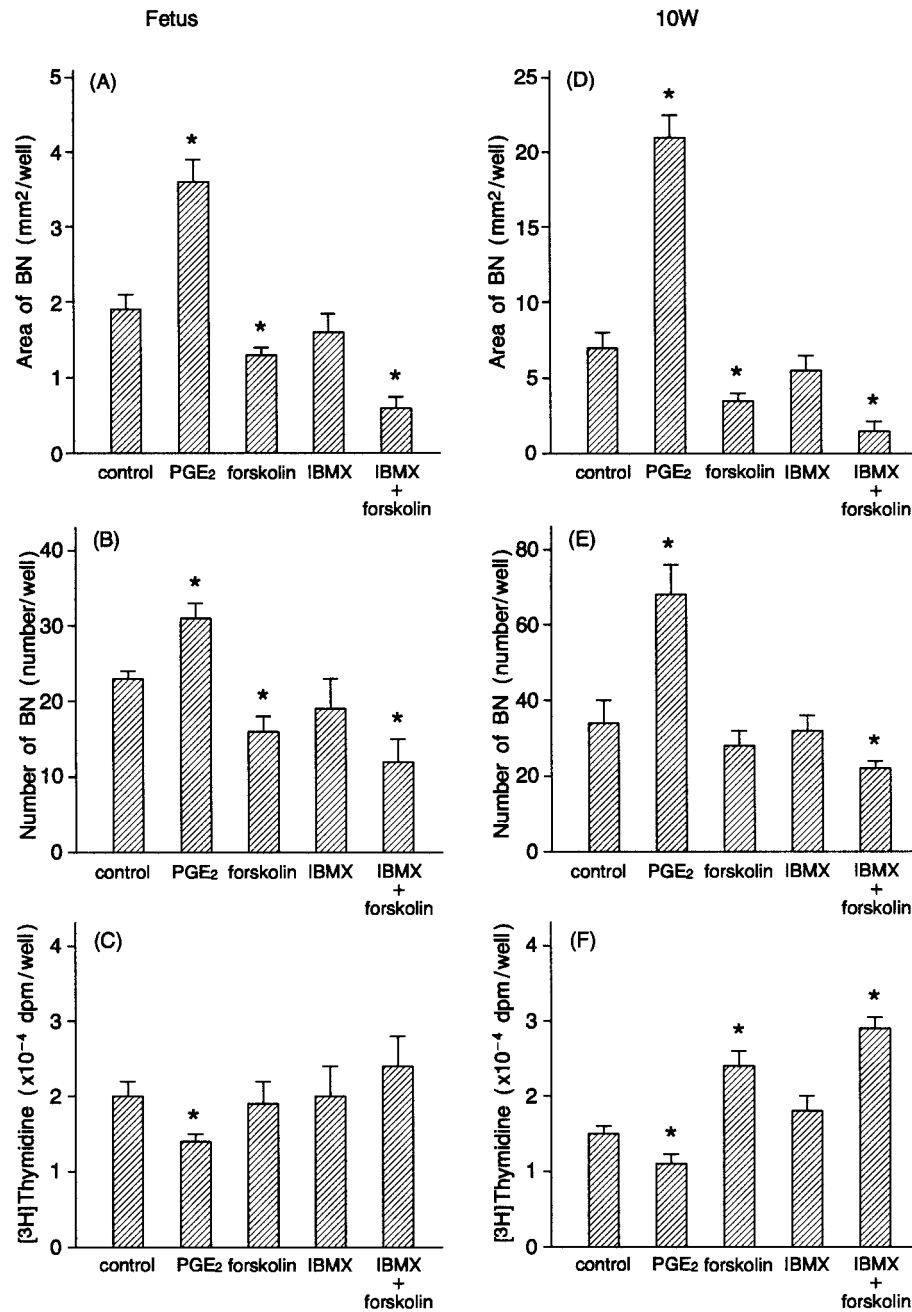 Fetus
10W
(A)
Area of BN (mm2/well)
5
4
3
2
1
0
*
*
*
control PGE2 forskolin IBMX IBMX
+
forskolin
(D)
Area of BN (mm2/well)
25
20
15
10
5
0
*
*
*
control PGE2 forskolin IBMX IBMX
+
forskolin
(B)
Number of BN (number/well)
40
30
20
10
0
*
*
*
control PGE2 forskolin IBMX IBMX
+
forskolin
(E)
Number of BN (number/well)
80
60
40
20
0
*
*
control PGE2 forskolin IBMX IBMX
+
forskolin
(C)
[3H]Thymidine (x10−4 dpm/well)
4
3
2
1
0
*
control PGE2 forskolin IBMX IBMX
+
forskolin
(F)
[3H]Thymidine (x10−4 dpm/well)
4
3
2
1
0
*
*
*
control PGE2 forskolin IBMX IBMX
+
forskolin